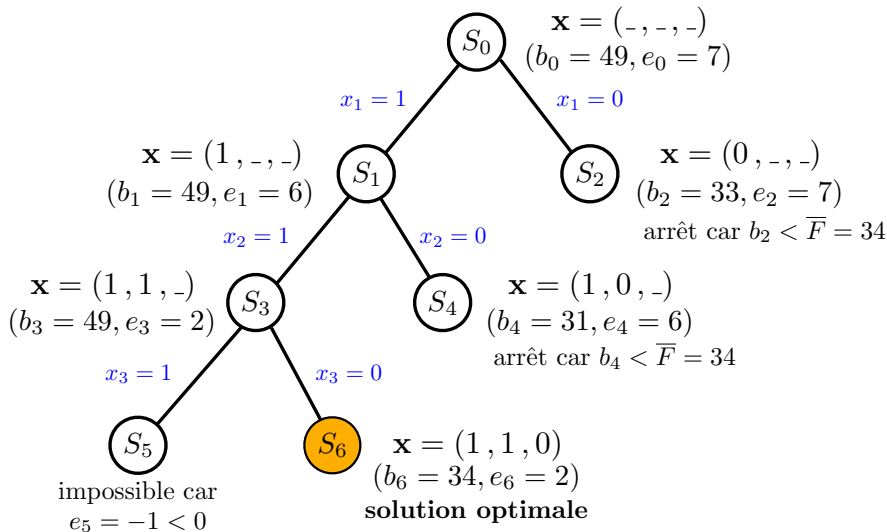 x = (_ , _ , _)
S₀
(b₀ = 49, e₀ = 7)
x₁ = 1
x₁ = 0
x = (1 , _ , _)
(b₁ = 49, e₁ = 6)
S₁
S₂
x = (0 , _ , _)
(b₂ = 33, e₂ = 7)
arrêt car b₂ < F̅ = 34
x₂ = 1
x₂ = 0
x = (1 , 1 , _)
(b₃ = 49, e₃ = 2)
S₃
S₄
x = (1 , 0 , _)
(b₄ = 31, e₄ = 6)
arrêt car b₄ < F̅ = 34
x₃ = 1
x₃ = 0
S₅
impossible car
e₅ = −1 < 0
S₆
x = (1 , 1 , 0)
(b₆ = 34, e₆ = 2)
solution optimale